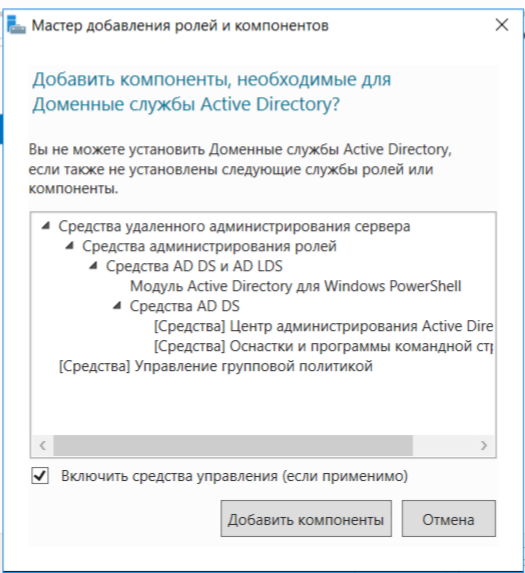 Мастер добавления ролей и компонентов
Добавить компоненты, необходимые для
Доменные службы Active Directory?
Вы не можете установить Доменные службы Active Directory,
если также не установлены следующие службы ролей или
компоненты.
Средства удаленного администрирования сервера
Средства администрирования ролей
Средства AD DS и AD LDS
Модуль Active Directory для Windows PowerShell
Средства AD DS
[Средства] Центр администрирования Active Dire
[Средства] Оснастки и программы командной ст
[Средства] Управление групповой политикой
Включить средства управления (если применимо)
Добавить компоненты
Отмена